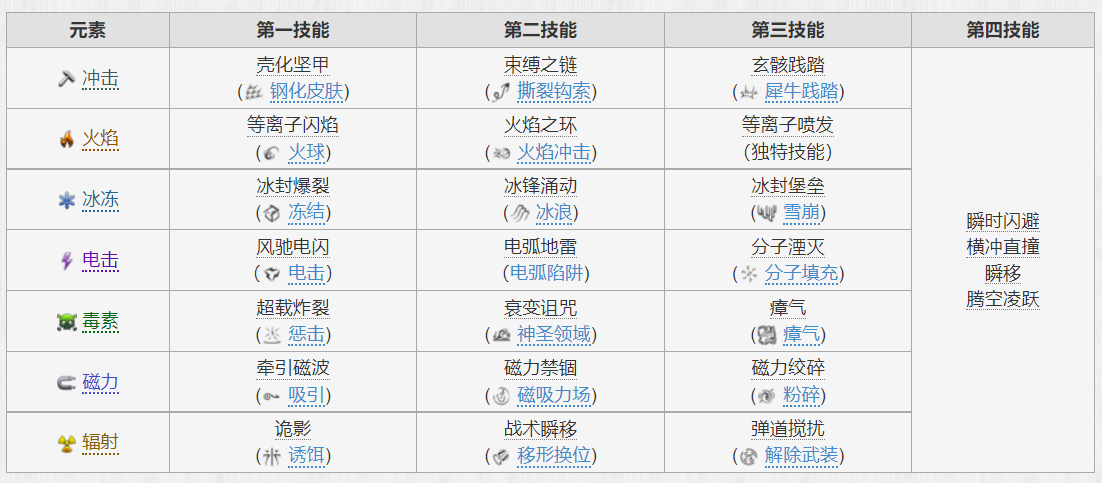 元素 第一技能 第二技能 第三技能 第四技能
冲击 壳化坚甲 束缚之链 玄骸践踏
(钢化皮肤) (撕裂钩索) (犀牛践踏)
火焰 等离子闪焰 火焰之环 等离子喷发
(火球) (火焰冲击) (独特技能)
冰冻 冰封爆裂 冰锋涌动 冰封堡垒
(冻结) (冰浪) (雪崩)
电击 风驰电闪 电弧地雷 分子湮灭
(电击) (电弧陷阱) (分子填充)
毒素 超载炸裂 衰变诅咒 瘴气
(惩击) (神圣领域) (瘴气)
磁力 牵引磁波 磁力禁锢 磁力绞碎
(吸引) (磁吸力场) (粉碎)
辐射 诡影 战术瞬移 弹道搅扰
(诱饵) (移形换位) (解除武装)
瞬时闪避
横冲直撞
瞬移
腾空凌跃